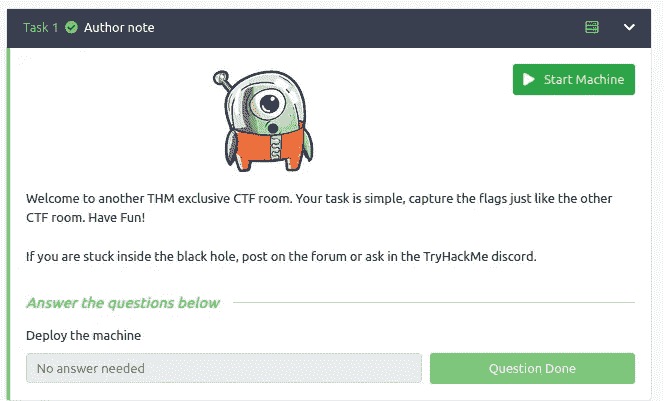 Task 1 Author note
Start Machine
Welcome to another THM exclusive CTF room. Your task is simple, capture the flags just like the other
CTF room. Have Fun!
If you are stuck inside the black hole, post on the forum or ask in the TryHackMe discord.
Answer the questions below
Deploy the machine
No answer needed
Question Done